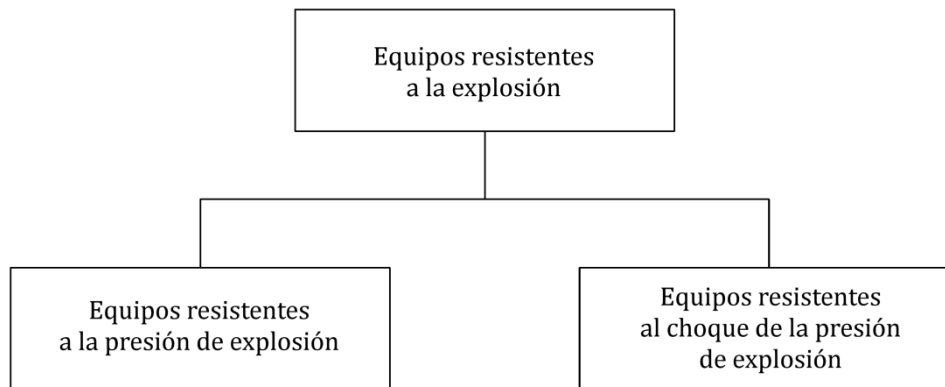 Equipos resistentes
a la explosión
Equipos resistentes
a la presión de explosión
Equipos resistentes
al choque de la presión
de explosión